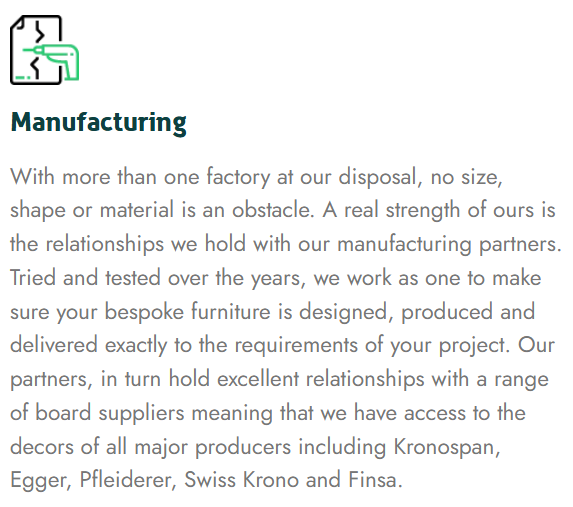 Manufacturing
With more than one factory at our disposal, no size,
shape or material is an obstacle. A real strength of ours is
the relationships we hold with our manufacturing partners.
Tried and tested over the years, we work as one to make
sure your bespoke furniture is designed, produced and
delivered exactly to the requirements of your project. Our
partners, in turn hold excellent relationships with a range
of board suppliers meaning that we have access to the
decors of all major producers including Kronospan,
Egger, Pfleiderer, Swiss Krono and Finsa.